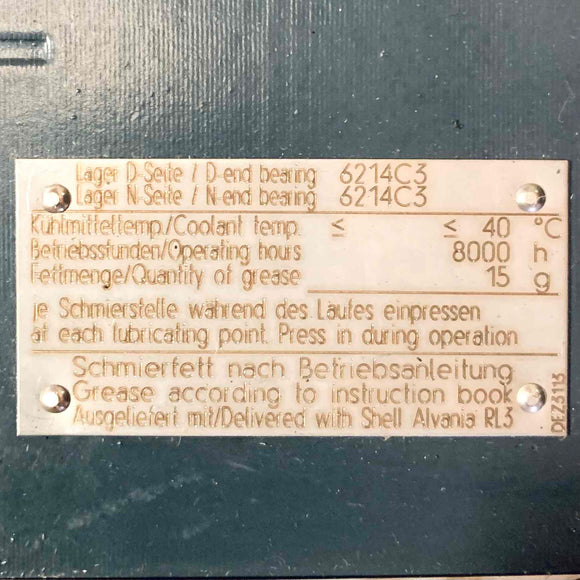 Lager D-Seite / D-end bearing 6214C3
Lager N-Seite / N-end bearing 6214C3
Kühlmitteltemp./Coolant temp. ≤ ≤ 40 °C
Betriebsstunden/Operating hours 8000 h
Fettmenge/Quantity of grease 15 g
je Schmierstelle während des Laufes einpressen
at each lubricating point. Press in during operation
Schmierfett nach Betriebsanleitung
Grease according to instruction book
Ausgeliefert mit/Delivered with Shell Alvania RL3
DEZ3113